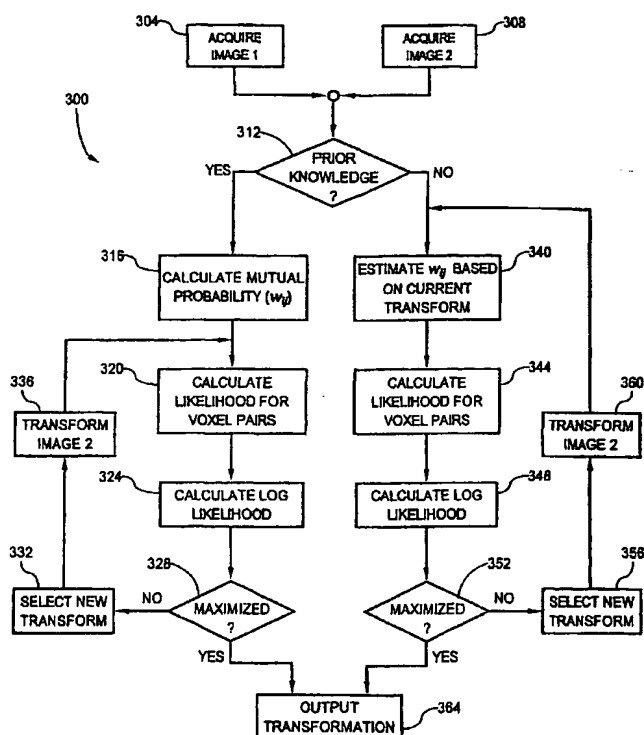 304
308
ACQUIRE
IMAGE 1
ACQUIRE
IMAGE 2
300
312
PRIOR
KNOWLEDGE
?
YES
NO
316
CALCULATE MUTUAL
PROBABILITY (wij)
340
ESTIMATE wij BASED
ON CURRENT
TRANSFORM
336
TRANSFORM
IMAGE 2
320
CALCULATE
LIKELIHOOD FOR
VOXEL PAIRS
344
CALCULATE
LIKELIHOOD FOR
VOXEL PAIRS
360
TRANSFORM
IMAGE 2
324
CALCULATE LOG
LIKELIHOOD
348
CALCULATE LOG
LIKELIHOOD
332
SELECT NEW
TRANSFORM
NO
328
MAXIMIZED
?
YES
352
MAXIMIZED
?
YES
NO
356
SELECT NEW
TRANSFORM
OUTPUT
TRANSFORMATION
364